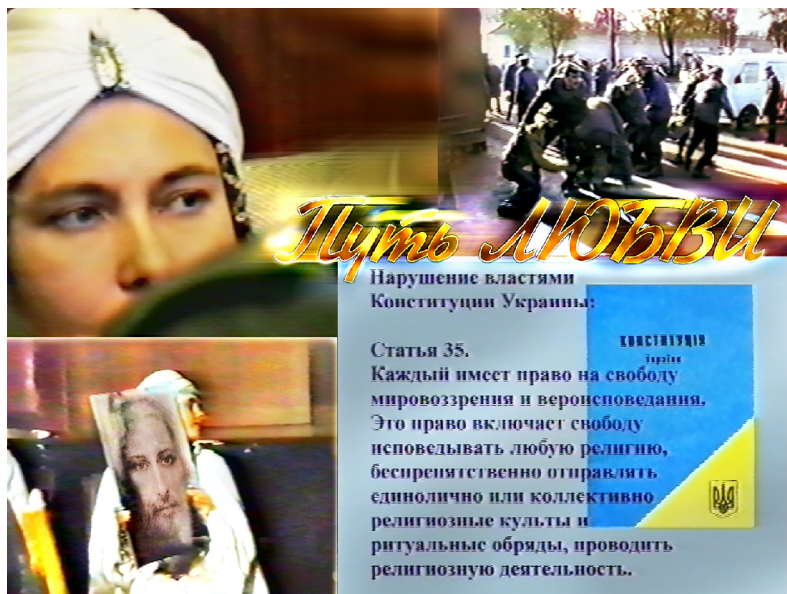 Путь ЛЮБВИ
Нарушение властями
Конституции Украины:
Статья 35.
Каждый имеет право на свободу
мировоззрения и вероисповедания.
Это право включает свободу
исповедывать любую религию,
беспрепятственно отправлять
единолично или коллективно
религиозные культы и
ритуальные обряды, проводить
религиозную деятельность.
КОНСТИТУЦІЯ
України